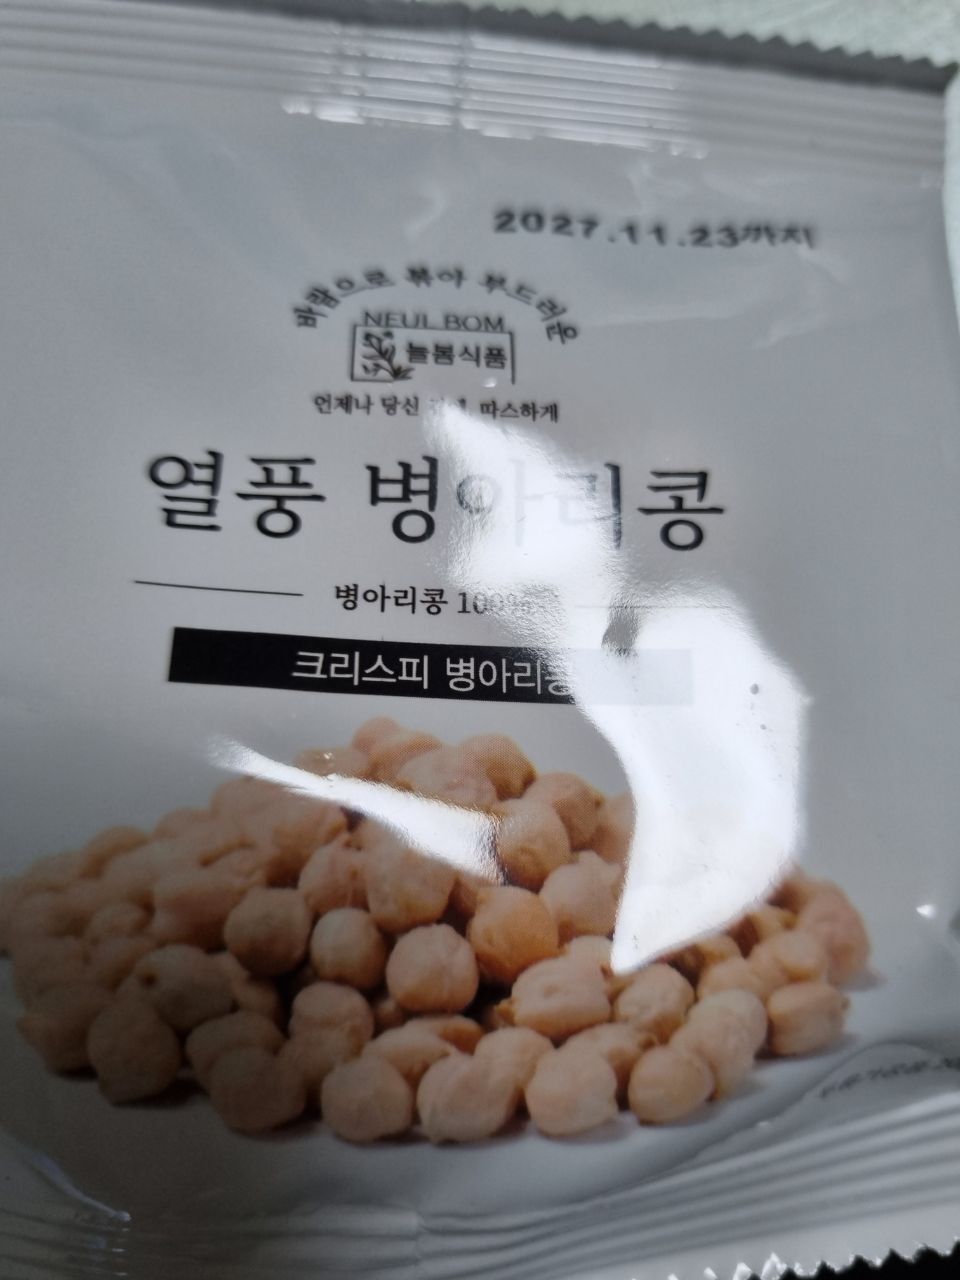 2027.11.23까지
바람으로 볶아 부드러운
NEUL BOM
늘봄식품
언제나 당신 따스하게
열풍 병아리콩
병아리콩 100%
크리스피 병아리콩